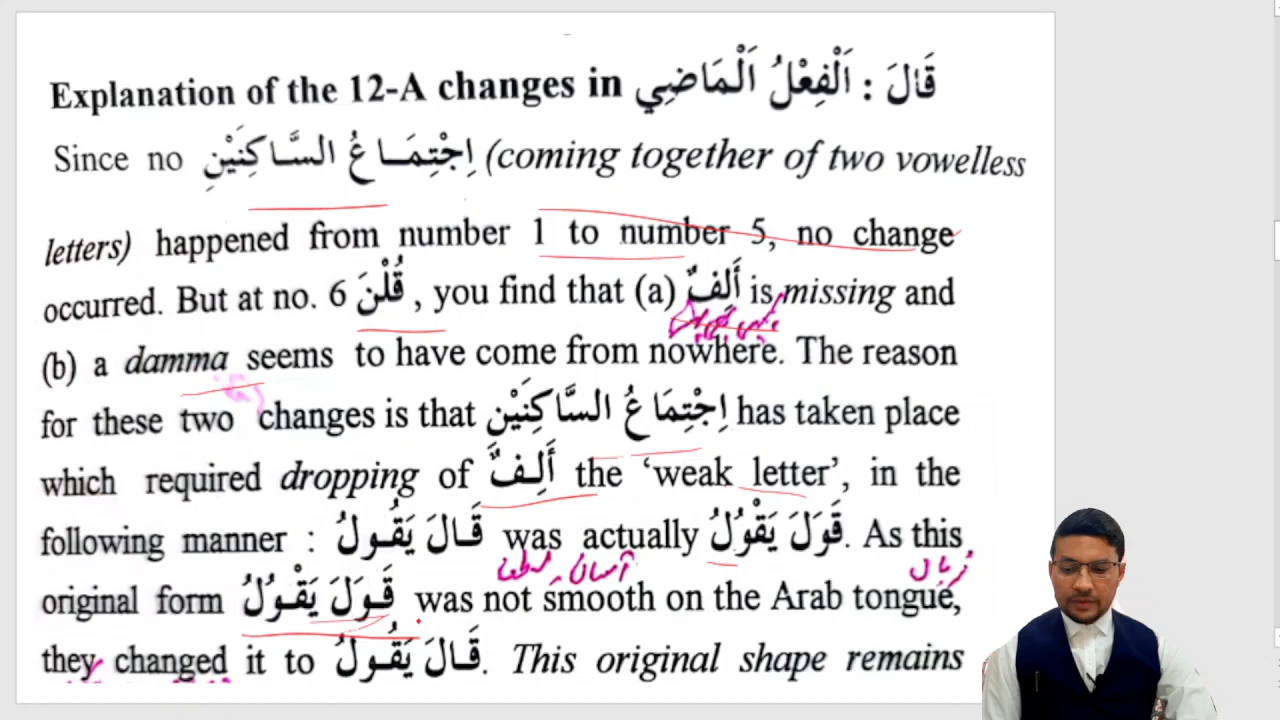 Explanation of the 12-A changes in قَالَ : اَلْفِعْلُ اَلْمَاضِي
Since no اِجْتِمَاعُ السَّاكِنَيْنِ (coming together of two vowelless
letters) happened from number 1 to number 5, no change
occurred. But at no. 6 قُلْنَ , you find that (a) أَلِفٌ is missing and
(b) a damma seems to have come from nowhere. The reason
for these two changes is that اِجْتِمَاعُ السَّاكِنَيْنِ has taken place
which required dropping of أَلِفٌ the ‘weak letter’, in the
following manner : قَالَ يَقُولُ was actually قَوَلَ يَقْوُلُ. As this
آسان زبان
original form قَوَلَ يَقْوُلُ was not smooth on the Arab tongue,
they changed it to قَالَ يَقُولُ. This original shape remains